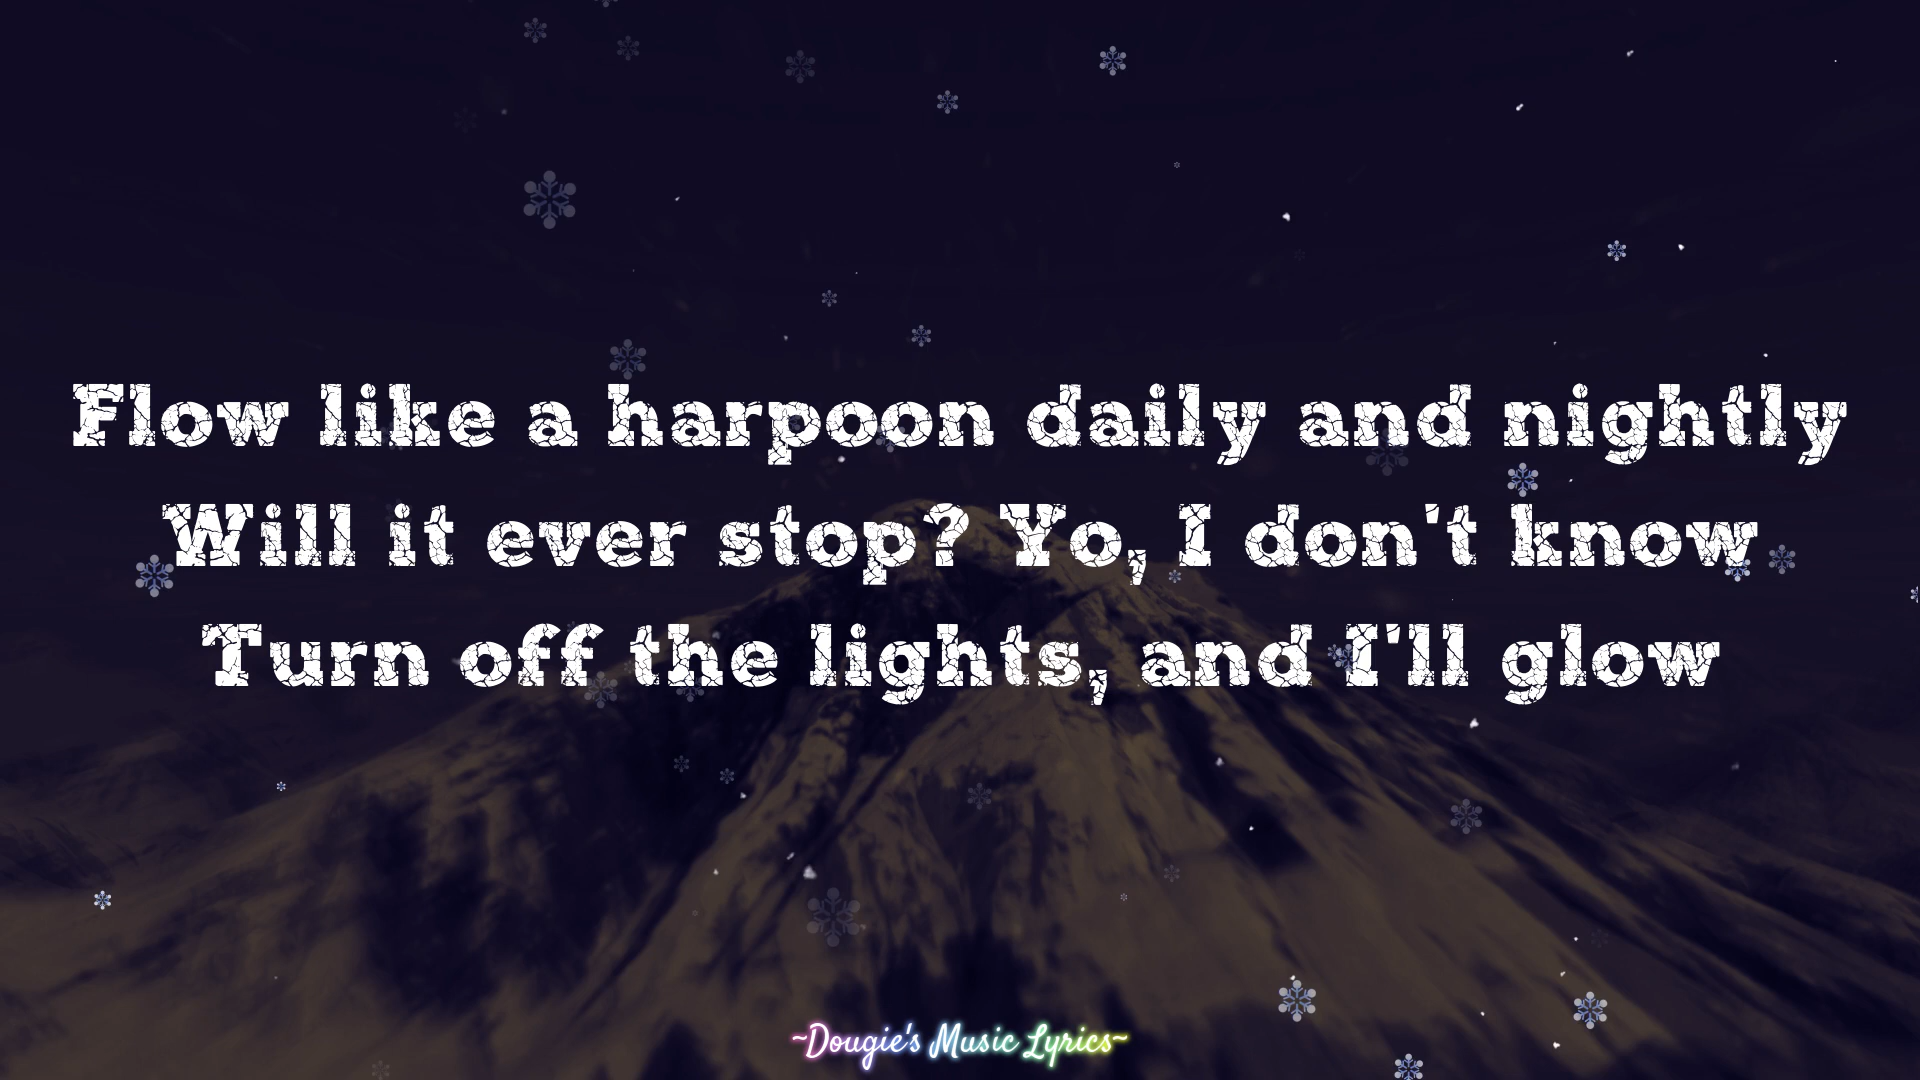 Flow like a harpoon daily and nightly
Will it ever stop? Yo, I don't know
Turn off the lights, and I'll glow
~Dougie's Music Lyrics~